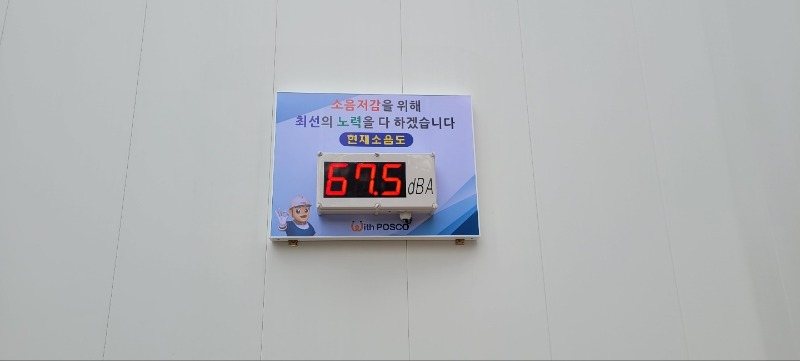 소음저감을 위해
최선의 노력을 다 하겠습니다
현재소음도
67.5 dBA
With POSCO